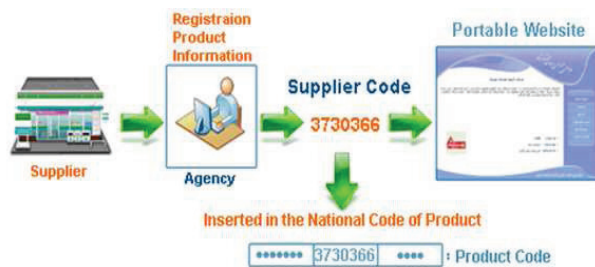 Registraion
Product
Information
Portable Website
Supplier Code
3730366
Supplier
Agency
Inserted in the National Code of Product
●●●●●●● 3730366 ●●●● : Product Code